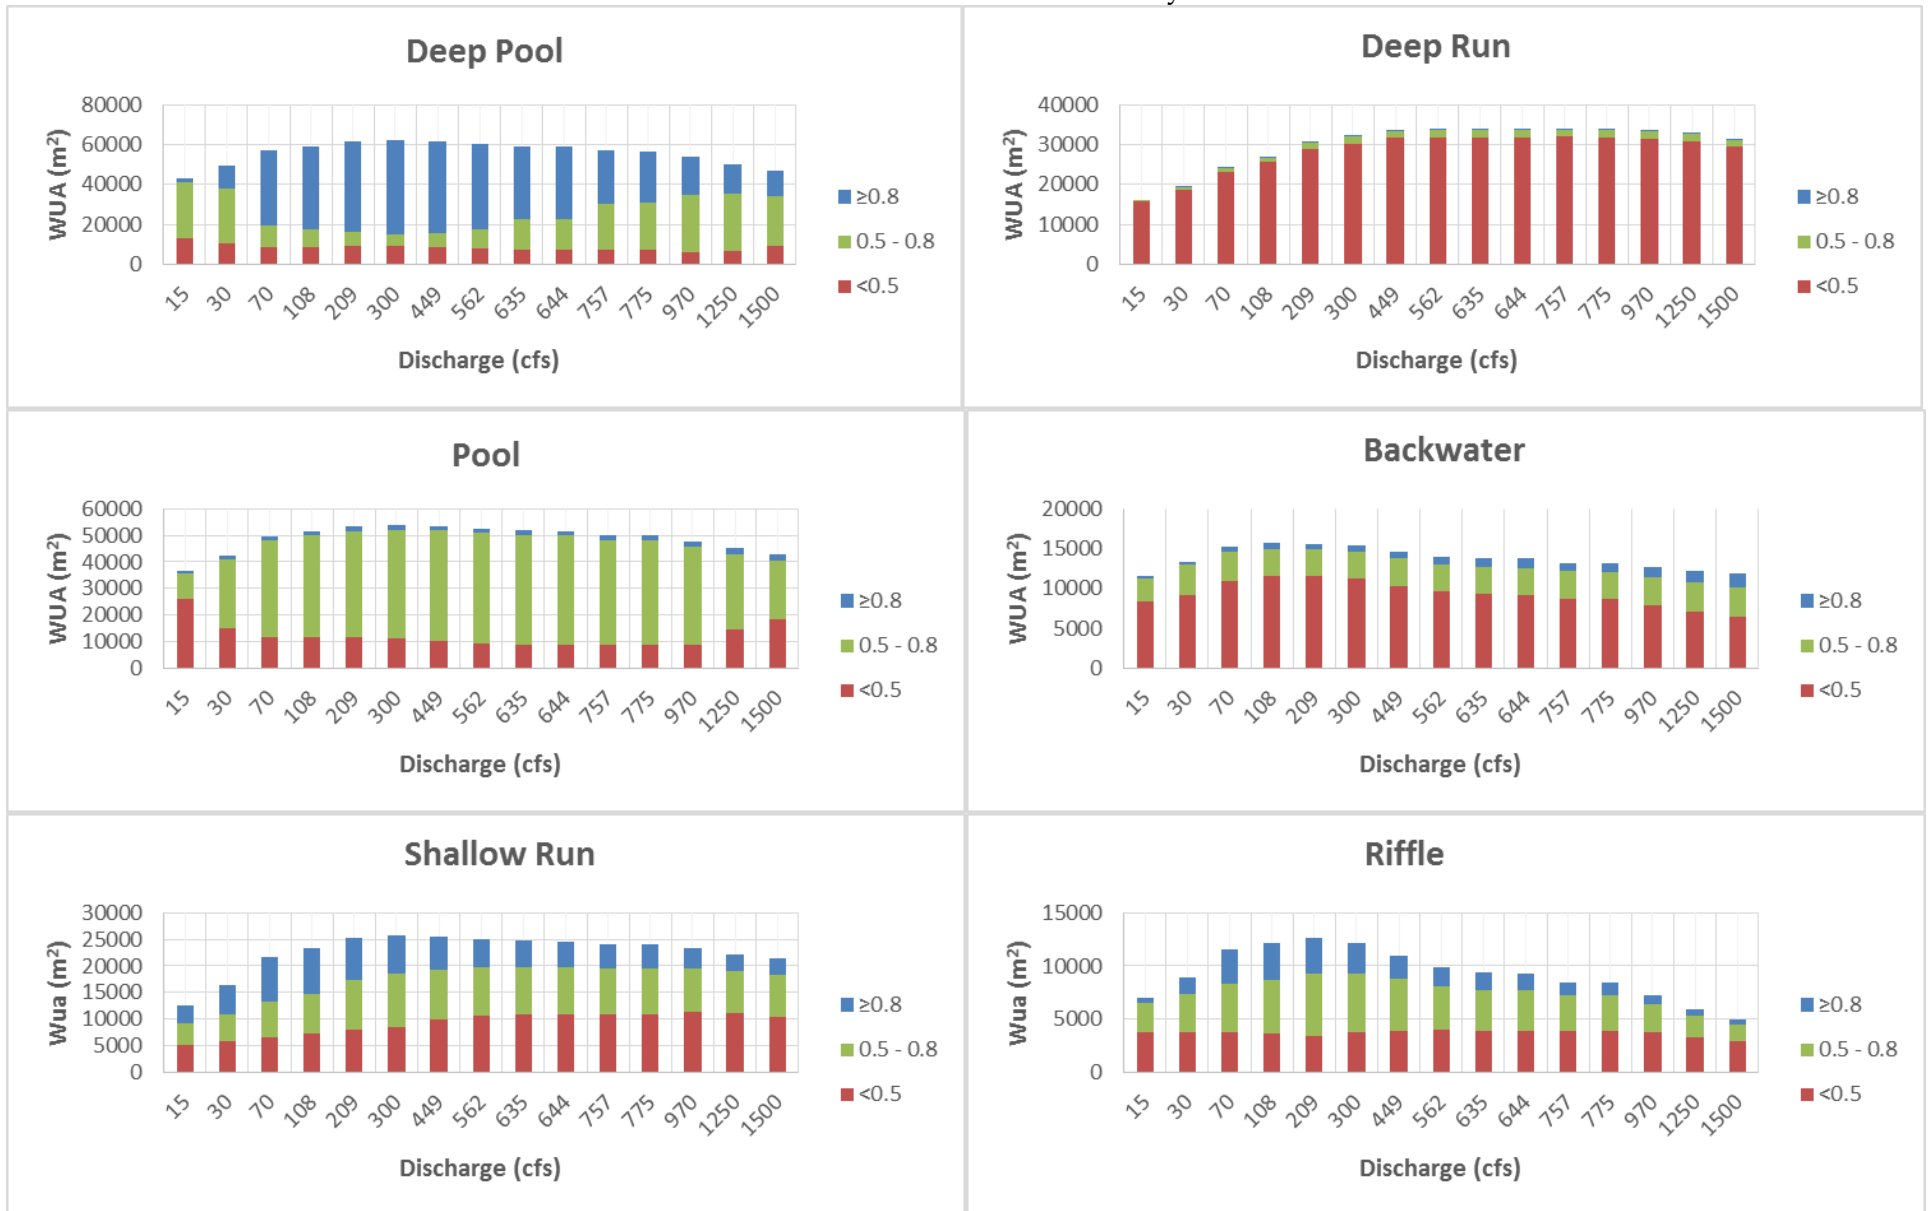 Deep Pool
80000
60000
40000
20000
0
WUA (m²)
15 30 70 108 209 300 449 562 635 644 757 775 970 1250 1500
Discharge (cfs)
≥0.8
0.5 - 0.8
<0.5
Deep Run
40000
30000
20000
10000
0
WUA (m²)
15 30 70 108 209 300 449 562 635 644 757 775 970 1250 1500
Discharge (cfs)
≥0.8
0.5 - 0.8
<0.5
Pool
60000
50000
40000
30000
20000
10000
0
WUA (m²)
15 30 70 108 209 300 449 562 635 644 757 775 970 1250 1500
Discharge (cfs)
≥0.8
0.5 - 0.8
<0.5
Backwater
20000
15000
10000
5000
0
WUA (m²)
15 30 70 108 209 300 449 562 635 644 757 775 970 1250 1500
Discharge (cfs)
≥0.8
0.5 - 0.8
<0.5
Shallow Run
30000
25000
20000
15000
10000
5000
0
Wua (m²)
15 30 70 108 209 300 449 562 635 644 757 775 970 1250 1500
Discharge (cfs)
≥0.8
0.5 - 0.8
<0.5
Riffle
15000
10000
5000
0
Wua (m²)
15 30 70 108 209 300 449 562 635 644 757 775 970 1250 1500
Discharge (cfs)
≥0.8
0.5 - 0.8
<0.5